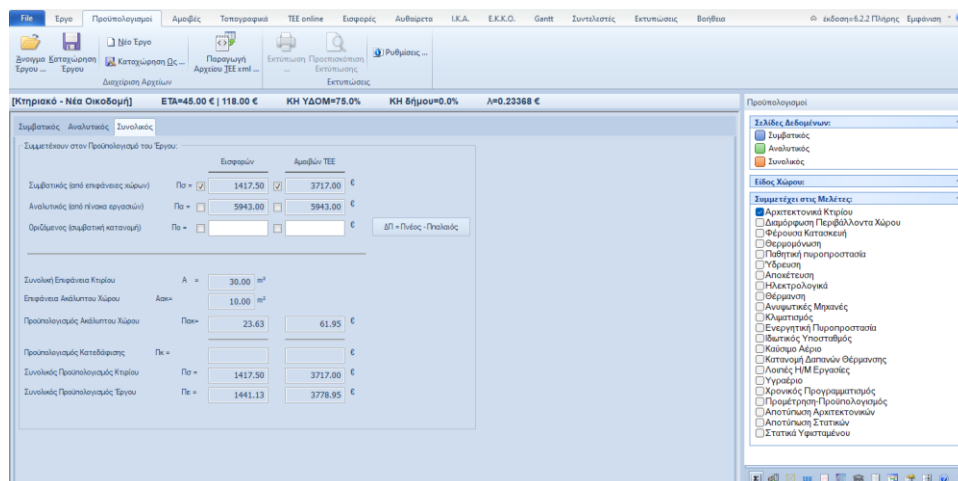 File Έργο Προϋπολογισμοί Αμοιβές Τοπογραφικά TEE online Εισφορές Αυθαίρετα Ι.Κ.Α. Ε.Κ.Κ.Ο. Gantt Συντελεστές Εκτυπώσεις Βοήθεια έκδοση=6.2.2 Πλήρης Εμφάνιση
Άνοιγμα Έργου ...
Καταχώρηση Έργου
Νέο Έργο
Καταχώρηση Ως ...
Διαχείριση Αρχείων
Παραγωγή Αρχείου ΤΕΕ xml ...
Εκτύπωση ...
Προεπισκόπιση Εκτύπωσης
Ρυθμίσεις ...
Εκτυπώσεις
[Κτηριακό - Νέα Οικοδομή] ΕΤΑ=45.00 € | 118.00 € ΚΗ ΥΔΟΜ=75.0% ΚΗ δήμου=0.0% λ=0.23368 €
Συμβατικός Αναλυτικός Συνολικός
Συμμετέχουν στον Προϋπολογισμό του Έργου:
Εισφορών Αμοιβών ΤΕΕ
Συμβατικός (από επιφάνειες χώρων) Πσ = 1417.50 3717.00 €
Αναλυτικός (από πίνακα εργασιών) Πα = 5943.00 5943.00 €
Οριζόμενος (συμβατική κατανομή) Πο = € ΔΠ = Πνέος - Ππαλαιός
Συνολική Επιφάνεια Κτιρίου Α = 30.00 m²
Επιφάνεια Ακάλυπτου Χώρου Αακ= 10.00 m²
Προϋπολογισμός Ακάλυπτου Χώρου Πακ= 23.63 61.95 €
Προϋπολογισμός Κατεδάφισης Πκ = €
Συνολικός Προϋπολογισμός Κτιρίου Πσ = 1417.50 3717.00 €
Συνολικός Προϋπολογισμός Έργου Πε = 1441.13 3778.95 €
Προϋπολογισμοί
Σελίδες Δεδομένων:
Συμβατικός
Αναλυτικός
Συνολικός
Είδος Χώρου:
Συμμετέχει στις Μελέτες:
Αρχιτεκτονικά Κτιρίου
Διαμόρφωση Περιβάλλοντα Χώρου
Φέρουσα Κατασκευή
Θερμομόνωση
Παθητική πυροπροστασία
Ύδρευση
Αποχέτευση
Ηλεκτρολογικά
Θέρμανση
Ανυψωτικές Μηχανές
Κλιματισμός
Ενεργητική Πυροπροστασία
Ιδιωτικός Υποσταθμός
Καύσιμο Αέριο
Κατανομή Δαπανών Θέρμανσης
Λοιπές Η/Μ Εργασίες
Υγραέριο
Χρονικός Προγραμματισμός
Προμέτρηση-Προϋπολογισμός
Αποτύπωση Αρχιτεκτονικών
Αποτύπωση Στατικών
Στατικά Υφισταμένου